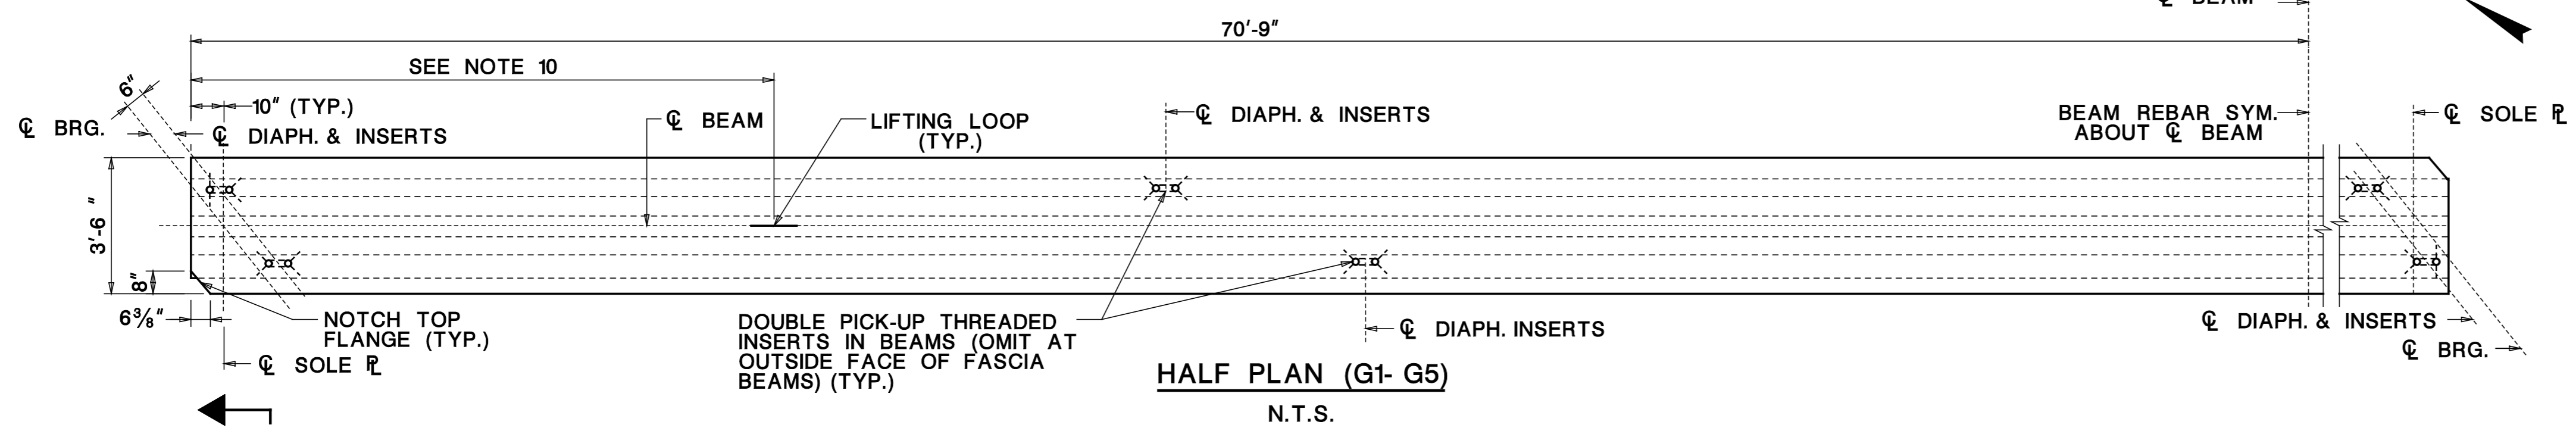 ℄ BEAM
70'-9"
SEE NOTE 10
6"
10" (TYP.)
℄ BRG.
℄ DIAPH. & INSERTS
℄ BEAM
LIFTING LOOP
(TYP.)
℄ DIAPH. & INSERTS
BEAM REBAR SYM.
ABOUT ℄ BEAM
℄ SOLE ⅊
3'-6 "
8"
6⅜"
NOTCH TOP
FLANGE (TYP.)
℄ SOLE ⅊
DOUBLE PICK-UP THREADED
INSERTS IN BEAMS (OMIT AT
OUTSIDE FACE OF FASCIA
BEAMS) (TYP.)
℄ DIAPH. INSERTS
℄ DIAPH. & INSERTS
℄ BRG.
HALF PLAN (G1- G5)
N.T.S.